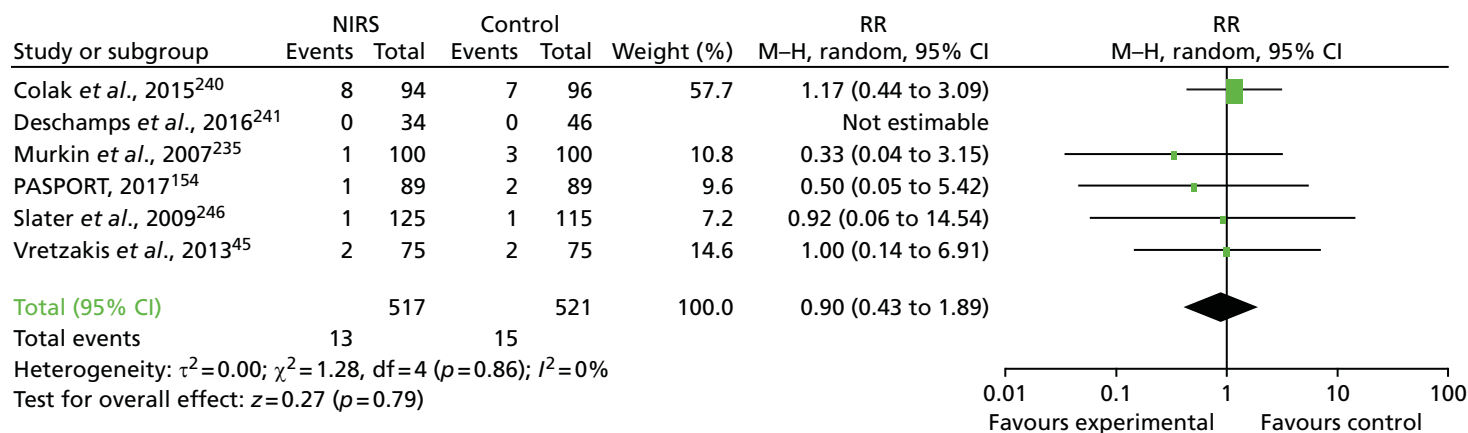 NIRS Control RR RR
Study or subgroup Events Total Events Total Weight (%) M–H, random, 95% CI M–H, random, 95% CI
Colak et al., 2015²⁴⁰ 8 94 7 96 57.7 1.17 (0.44 to 3.09)
Deschamps et al., 2016²⁴¹ 0 34 0 46 Not estimable
Murkin et al., 2007²³⁵ 1 100 3 100 10.8 0.33 (0.04 to 3.15)
PASPORT, 2017¹⁵⁴ 1 89 2 89 9.6 0.50 (0.05 to 5.42)
Slater et al., 2009²⁴⁶ 1 125 1 115 7.2 0.92 (0.06 to 14.54)
Vretzakis et al., 2013⁴⁵ 2 75 2 75 14.6 1.00 (0.14 to 6.91)
Total (95% CI) 517 521 100.0 0.90 (0.43 to 1.89)
Total events 13 15
Heterogeneity: τ²=0.00; χ²=1.28, df=4 (p=0.86); I²=0%
Test for overall effect: z=0.27 (p=0.79)
0.01 0.1 1 10 100
Favours experimental Favours control